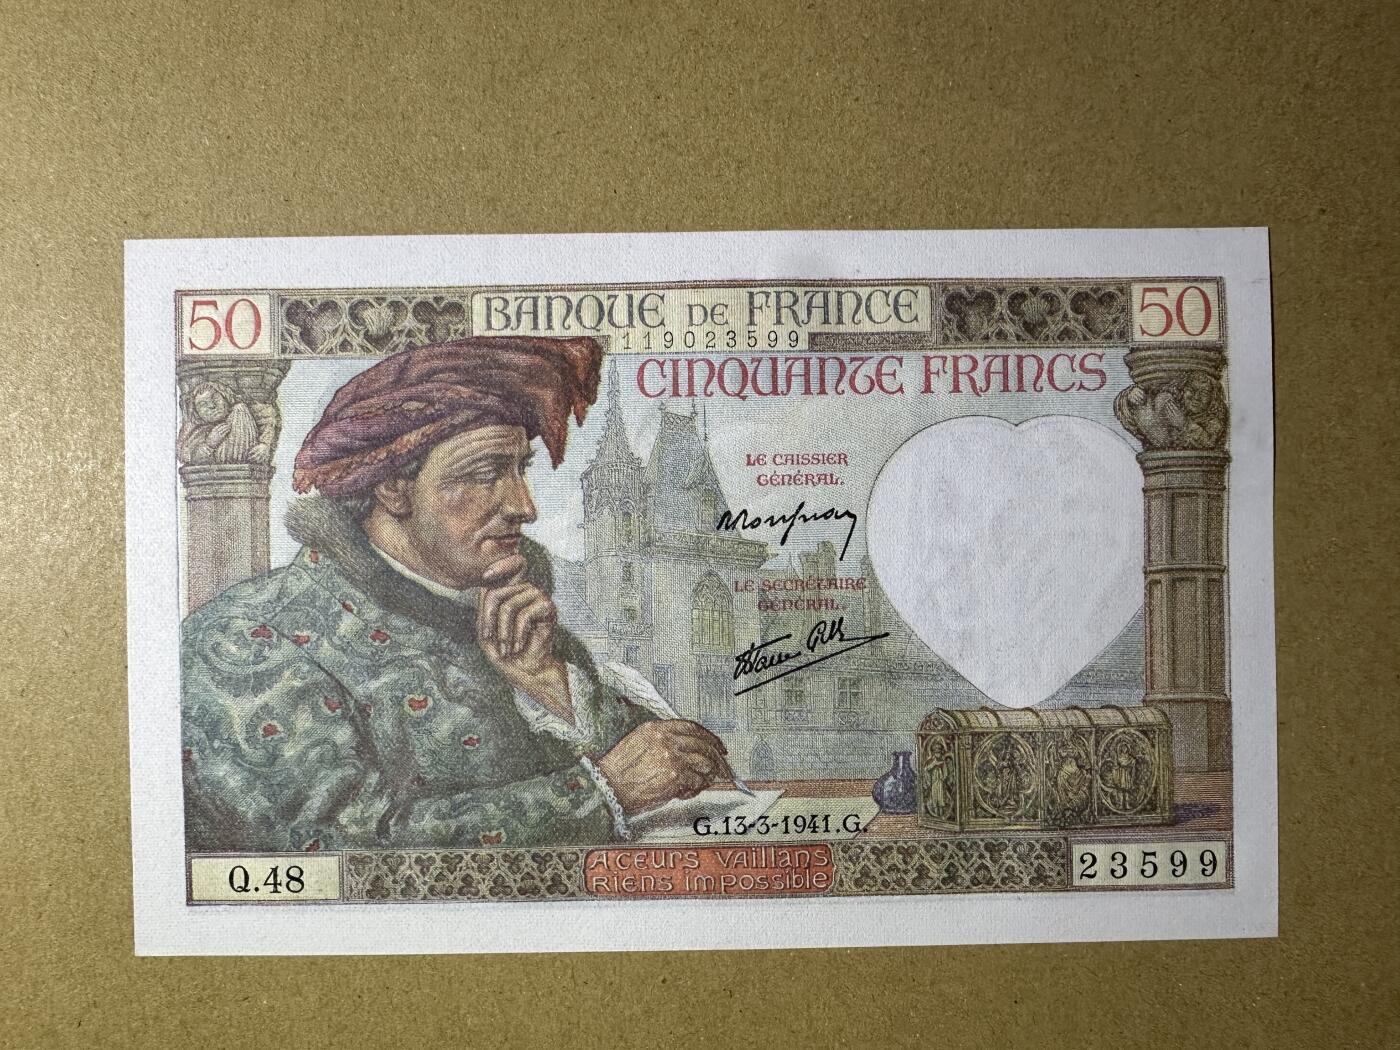 50 BANQUE DE FRANCE 50
119023599
CINQUANTE FRANCS
LE CAISSIER
GÉNÉRAL.
LE SECRÉTAIRE
GÉNÉRAL.
G.13-3-1941.G.
Q.48
A CEURS VAILLANS
RIENS IMPOSSIBLE
23599